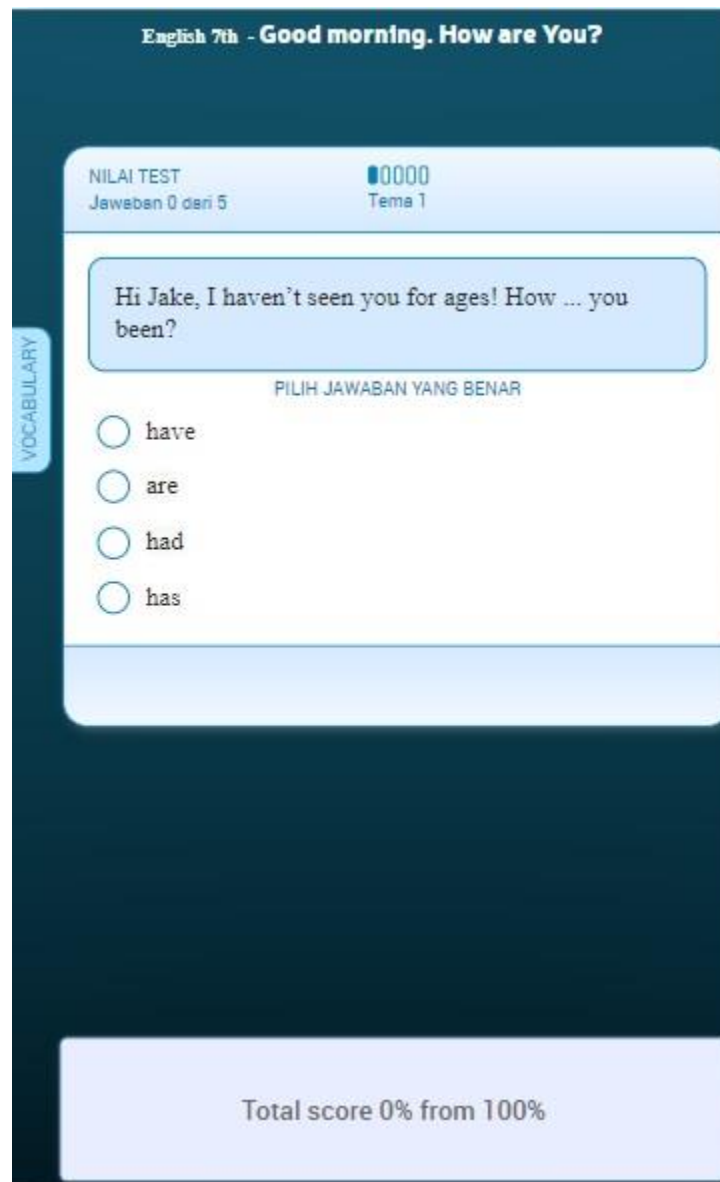 English 7th - Good morning. How are You?
NILAI TEST
Jawaban 0 dari 5
Tema 1
VOCABULARY
Hi Jake, I haven’t seen you for ages! How ... you
been?
PILIH JAWABAN YANG BENAR
have
are
had
has
Total score 0% from 100%